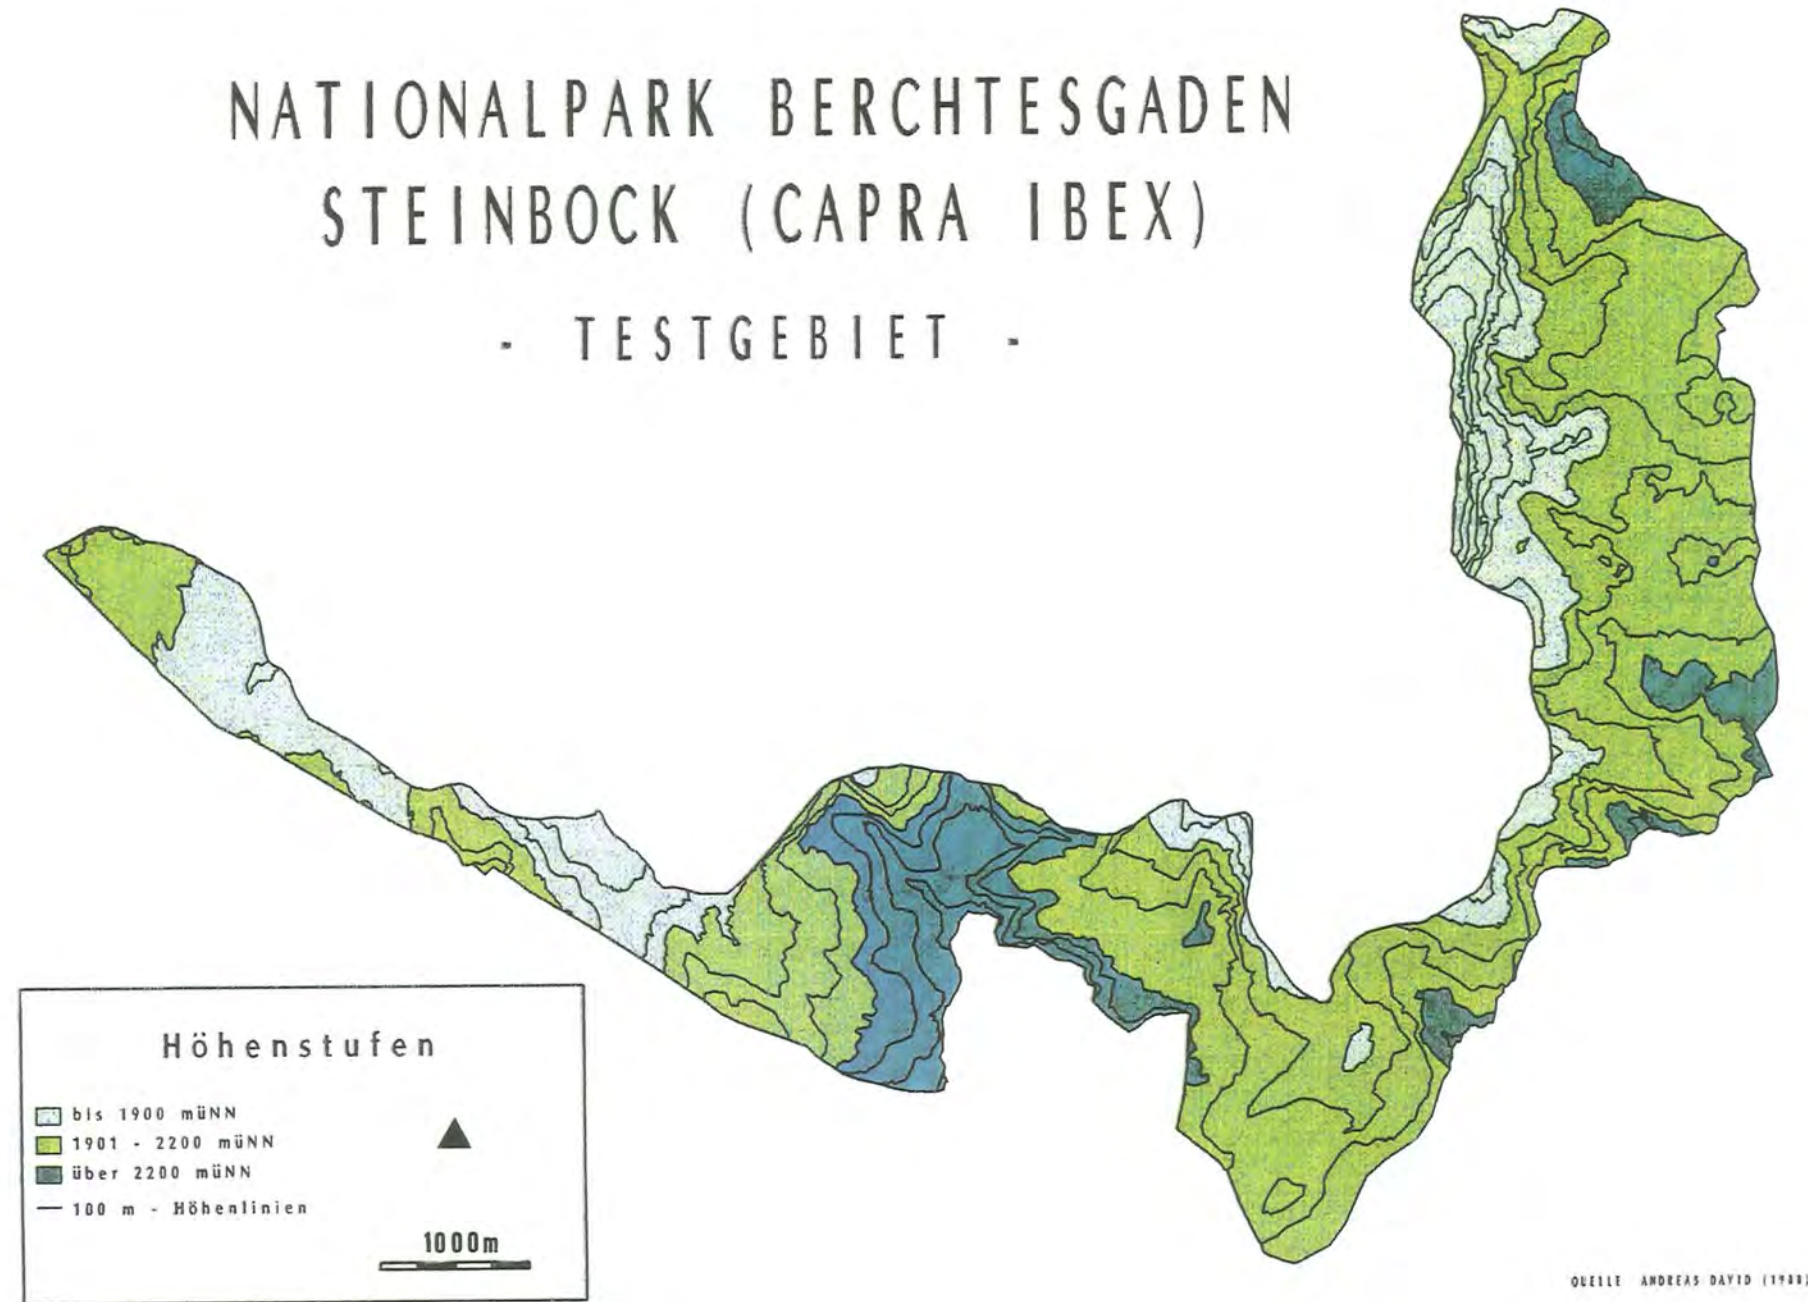 NATIONALPARK BERCHTESGADEN
STEINBOCK (CAPRA IBEX)
- TESTGEBIET -
Höhenstufen
bis 1900 müNN
1901 - 2200 müNN
über 2200 müNN
100 m - Höhenlinien
1000m
QUELLE ANDREAS DAVID (1988)